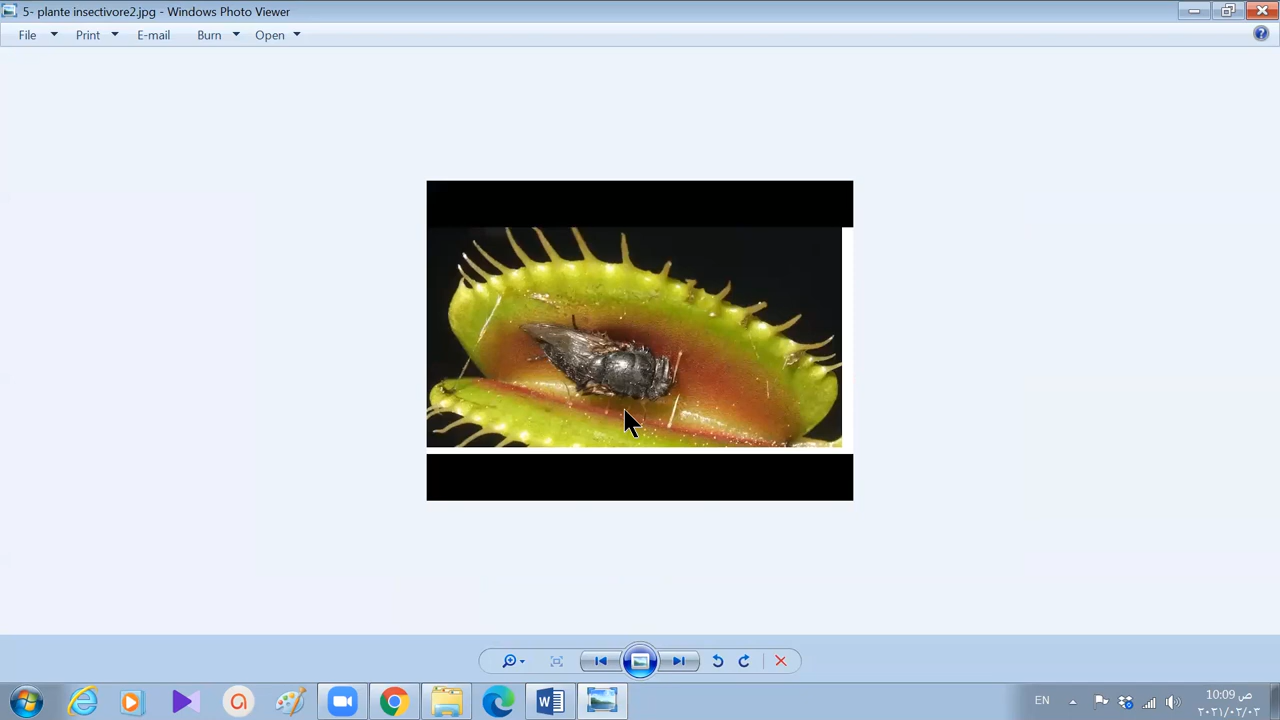 5- plante insectivore2.jpg - Windows Photo Viewer
File Print E-mail Burn Open
EN
10:09 ص
٢٠٢١/٠٣/٠٣